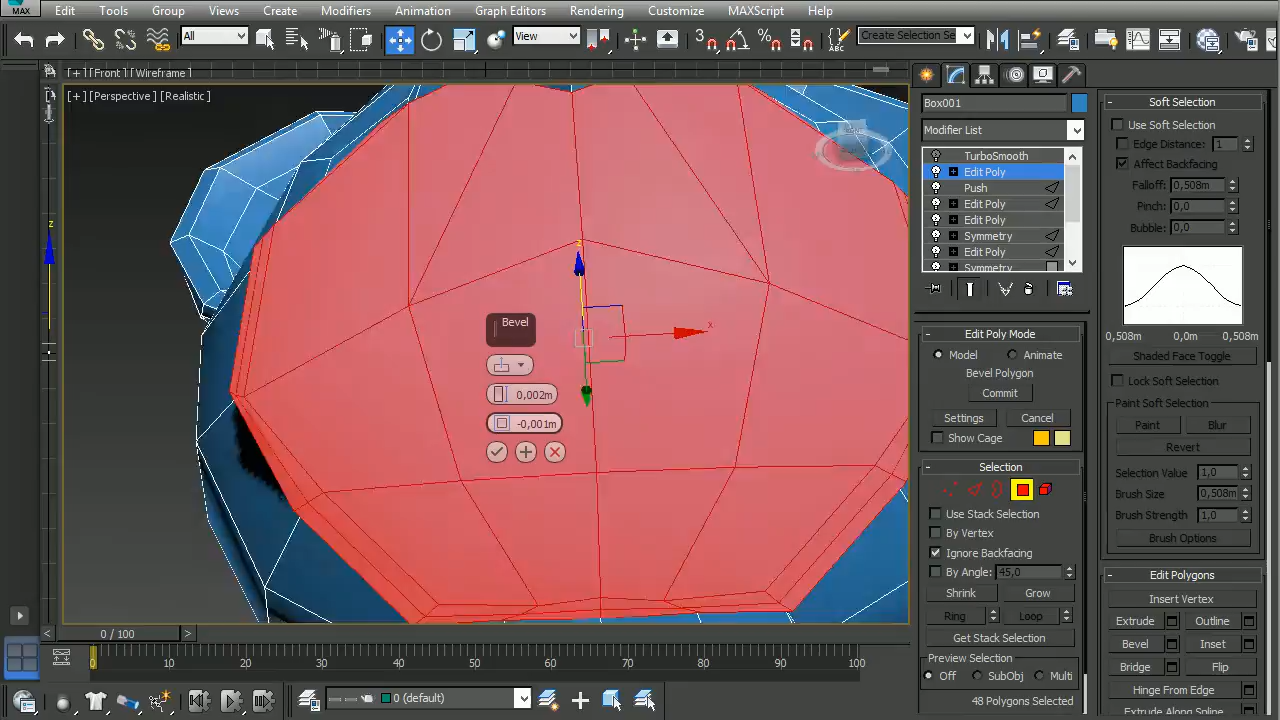 MAX
Edit
Tools
Group
Views
Create
Modifiers
Animation
Graph Editors
Rendering
Customize
MAXScript
Help
All
View
3
%
ABC
Create Selection Se
[+] [Front] [Wireframe]
[+] [Perspective] [Realistic]
z
z
x
Bevel
0,002m
-0,001m
Box001
Modifier List
TurboSmooth
Edit Poly
Push
Edit Poly
Edit Poly
Symmetry
Edit Poly
Symmetry
Edit Poly Mode
Model
Animate
Bevel Polygon
Commit
Settings
Cancel
Show Cage
Selection
Use Stack Selection
By Vertex
Ignore Backfacing
By Angle: 45,0
Shrink
Grow
Ring
Loop
Get Stack Selection
Preview Selection
Off
SubObj
Multi
48 Polygons Selected
Soft Selection
Use Soft Selection
Edge Distance: 1
Affect Backfacing
Falloff: 0,508m
Pinch: 0,0
Bubble: 0,0
0,508m 0,0m 0,508m
Shaded Face Toggle
Lock Soft Selection
Paint Soft Selection
Paint
Blur
Revert
Selection Value 1,0
Brush Size 0,508m
Brush Strength 1,0
Brush Options
Edit Polygons
Insert Vertex
Extrude
Outline
Bevel
Inset
Bridge
Flip
Hinge From Edge
Extrude Along Spline
< 0 / 100 >
0 10 20 30 40 50 60 70 80 90 100
0 (default)